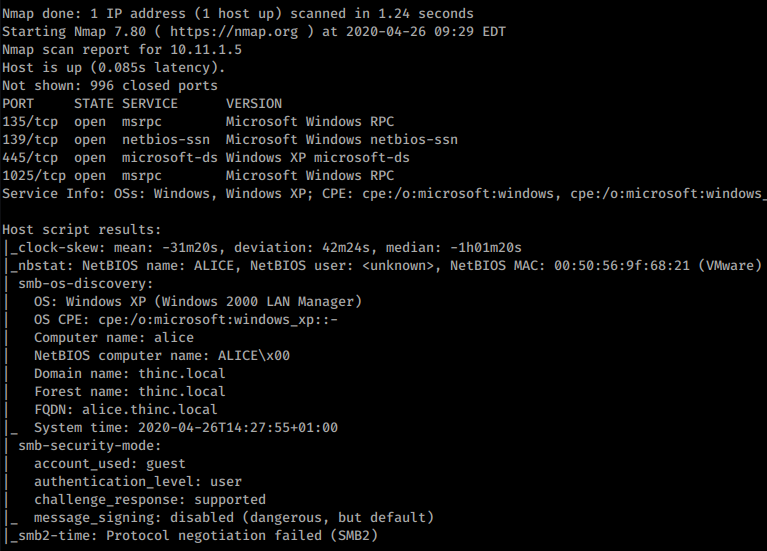 Nmap done: 1 IP address (1 host up) scanned in 1.24 seconds
Starting Nmap 7.80 ( https://nmap.org ) at 2020-04-26 09:29 EDT
Nmap scan report for 10.11.1.5
Host is up (0.085s latency).
Not shown: 996 closed ports
PORT     STATE SERVICE      VERSION
135/tcp  open  msrpc        Microsoft Windows RPC
139/tcp  open  netbios-ssn  Microsoft Windows netbios-ssn
445/tcp  open  microsoft-ds Windows XP microsoft-ds
1025/tcp open  msrpc        Microsoft Windows RPC
Service Info: OSs: Windows, Windows XP; CPE: cpe:/o:microsoft:windows, cpe:/o:microsoft:windows_
Host script results:
|_clock-skew: mean: -31m20s, deviation: 42m24s, median: -1h01m20s
|_nbstat: NetBIOS name: ALICE, NetBIOS user: <unknown>, NetBIOS MAC: 00:50:56:9f:68:21 (VMware)
| smb-os-discovery:
|   OS: Windows XP (Windows 2000 LAN Manager)
|   OS CPE: cpe:/o:microsoft:windows_xp::-
|   Computer name: alice
|   NetBIOS computer name: ALICE\x00
|   Domain name: thinc.local
|   Forest name: thinc.local
|   FQDN: alice.thinc.local
|_  System time: 2020-04-26T14:27:55+01:00
| smb-security-mode:
|   account_used: guest
|   authentication_level: user
|   challenge_response: supported
|_  message_signing: disabled (dangerous, but default)
|_smb2-time: Protocol negotiation failed (SMB2)